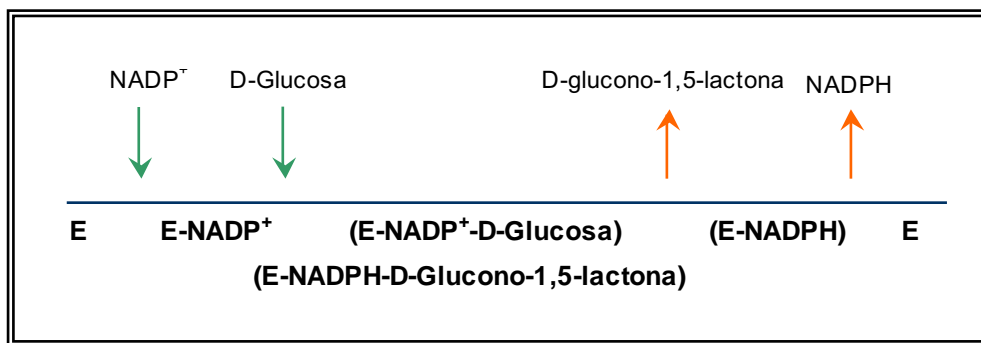 NADP⁺ D-Glucosa D-glucono-1,5-lactona NADPH
E E-NADP⁺ (E-NADP⁺-D-Glucosa) (E-NADPH) E
(E-NADPH-D-Glucono-1,5-lactona)